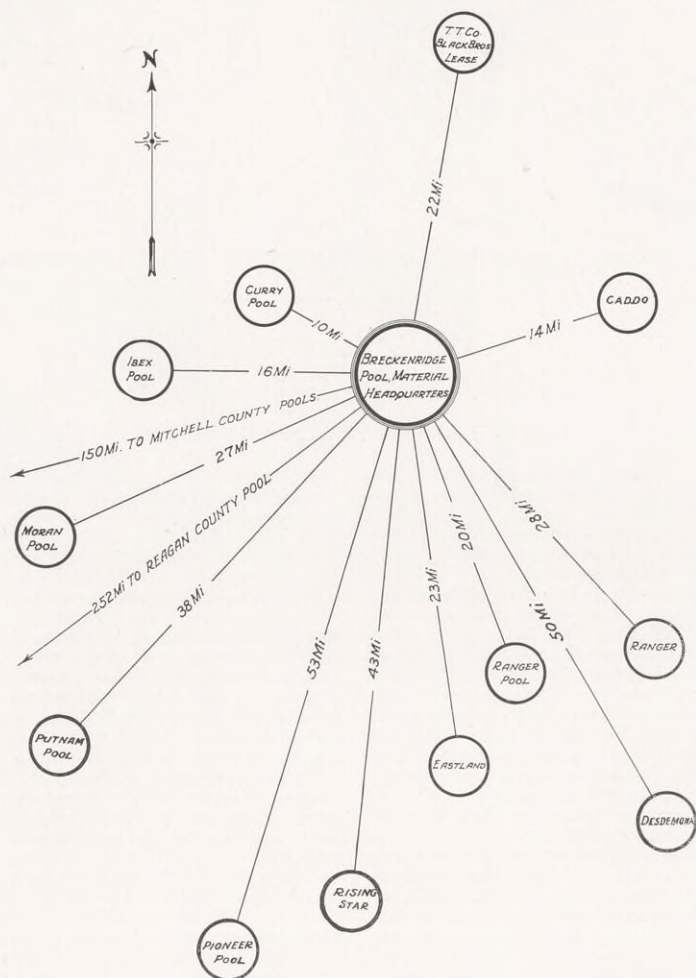 T.T. Co
BLACK BROS
LEASE
N
22 Mi
CURRY
POOL
CADDO
10 Mi
14 Mi
IBEX
POOL
16 Mi
BRECKENRIDGE
POOL, MATERIAL
HEADQUARTERS
150 Mi. TO MITCHELL COUNTY POOLS
27 Mi
MORAN
POOL
252 Mi TO REAGAN COUNTY POOL
38 Mi
53 Mi
43 Mi
23 Mi
20 Mi
50 Mi
28 Mi
RANGER
RANGER
POOL
PUTNAM
POOL
EASTLAND
DESDEMONA
RISING
STAR
PIONEER
POOL